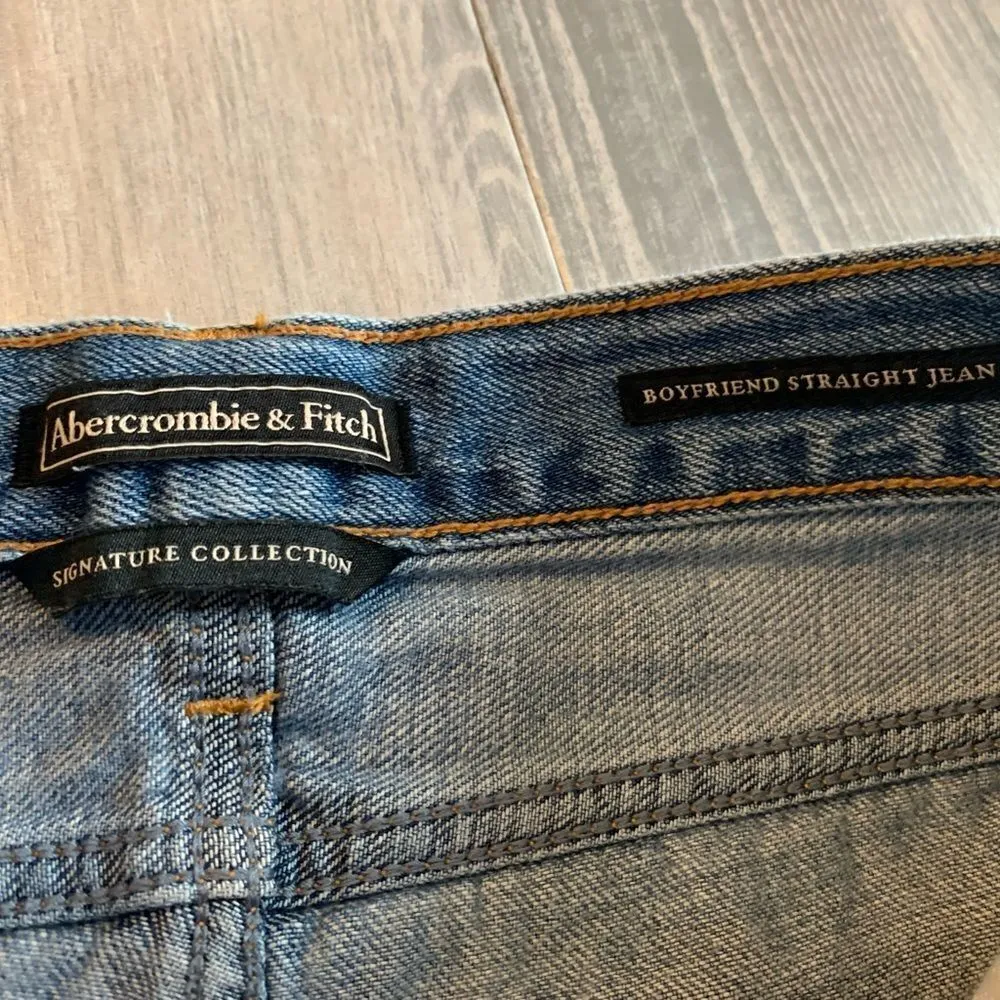 Abercrombie & Fitch
BOYFRIEND STRAIGHT JEAN
SIGNATURE COLLECTION